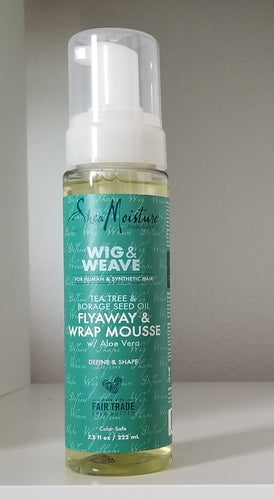 SheaMoisture
WIG &
WEAVE
FOR HUMAN & SYNTHETIC HAIR
TEA TREE &
BORAGE SEED OIL
FLYAWAY &
WRAP MOUSSE
w/ Aloe Vera
DEFINE & SHAPE
FAIR TRADE
Color Safe
7.5 fl oz / 222 mL